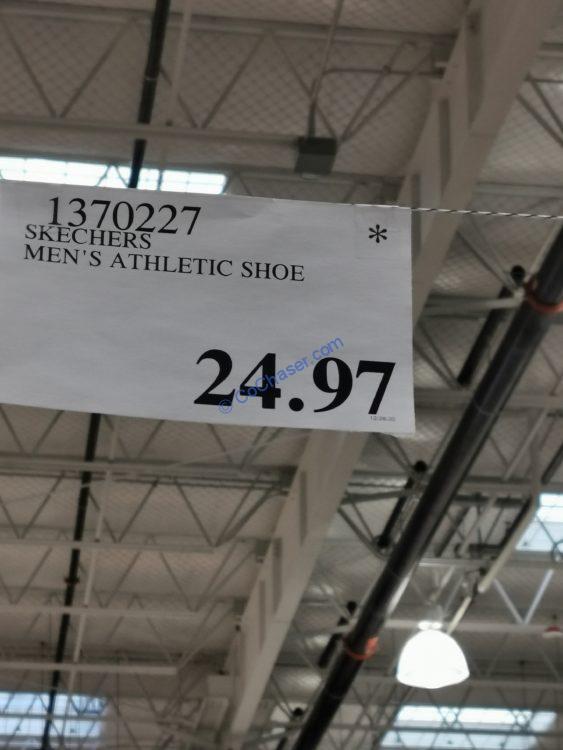 1370227
*
SKECHERS
MEN'S ATHLETIC SHOE
24.97
© CoChaser.com